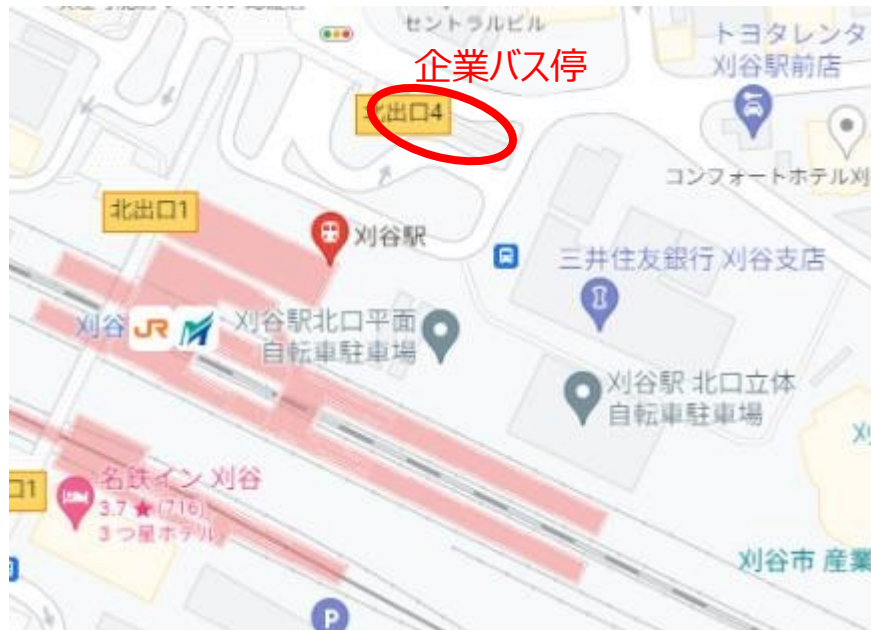 セントラルビル
トヨタレンタ
刈谷駅前店
企業バス停
北出口4
コンフォートホテル刈
北出口1
刈谷駅
三井住友銀行 刈谷支店
刈谷 JR
刈谷駅北口平面
自転車駐車場
刈谷駅 北口立体
自転車駐車場
名鉄イン 刈谷
3.7 ★ (716)
3 つ星ホテル
口1
刈谷市 産業
P